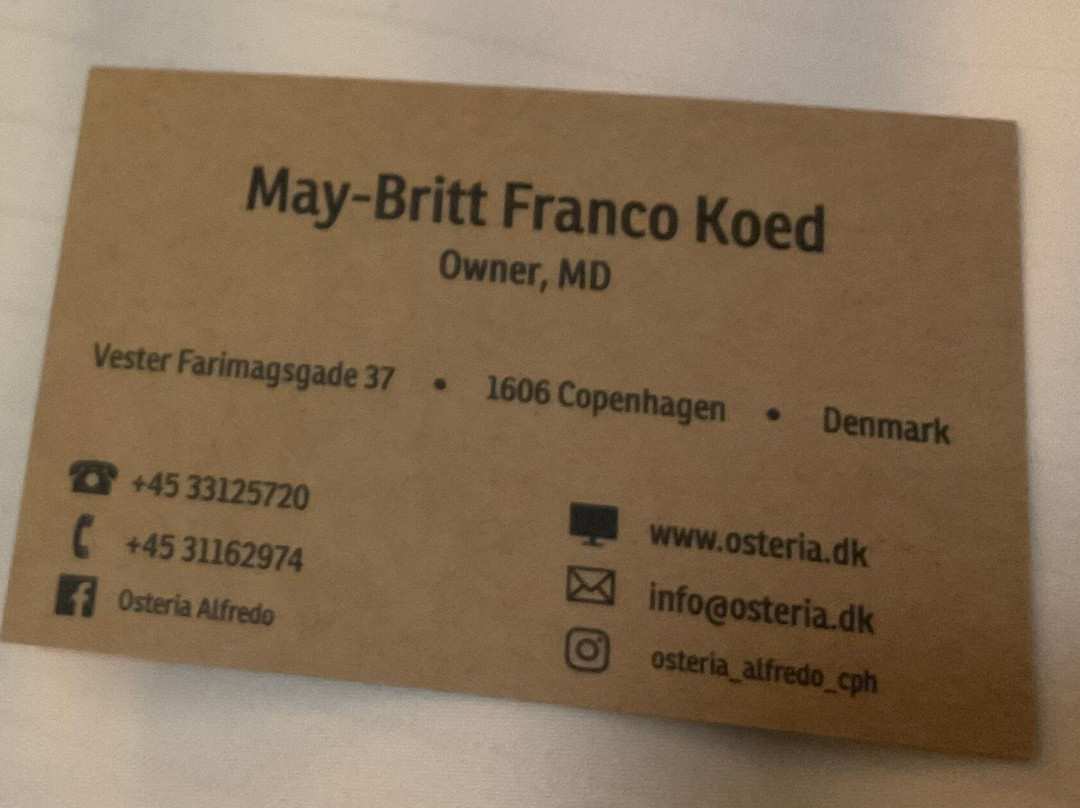 May-Britt Franco Koed
Owner, MD
Vester Farimagsgade 37 • 1606 Copenhagen • Denmark
+45 33125720
+45 31162974
Osteria Alfredo
www.osteria.dk
info@osteria.dk
osteria_alfredo_cph